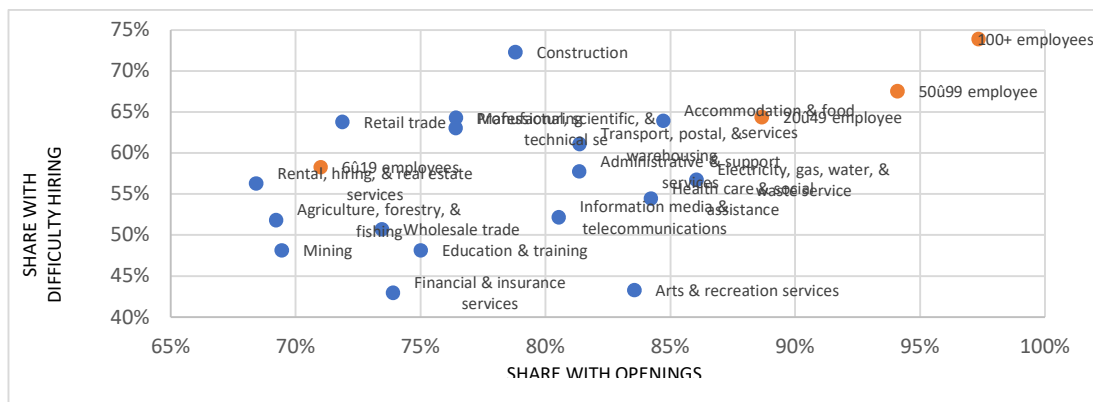 75%
100+ employees
Construction
70%
50û99 employee
65%
Accommodation & food
services
20û49 employee
Manufacturing
Professional, scientific, &
technical se
Retail trade
Transport, postal, &
warehousing
60%
6û19 employees
Administrative & support
services
Electricity, gas, water, &
waste service
Rental, hiring, & real estate
services
55%
Health care & social
assistance
Agriculture, forestry, &
fishing
Information media &
telecommunications
Wholesale trade
50%
Mining
Education & training
45%
Financial & insurance
services
Arts & recreation services
40%
65%
70%
75%
80%
85%
90%
95%
100%
SHARE WITH OPENINGS
SHARE WITH
DIFFICULTY HIRING